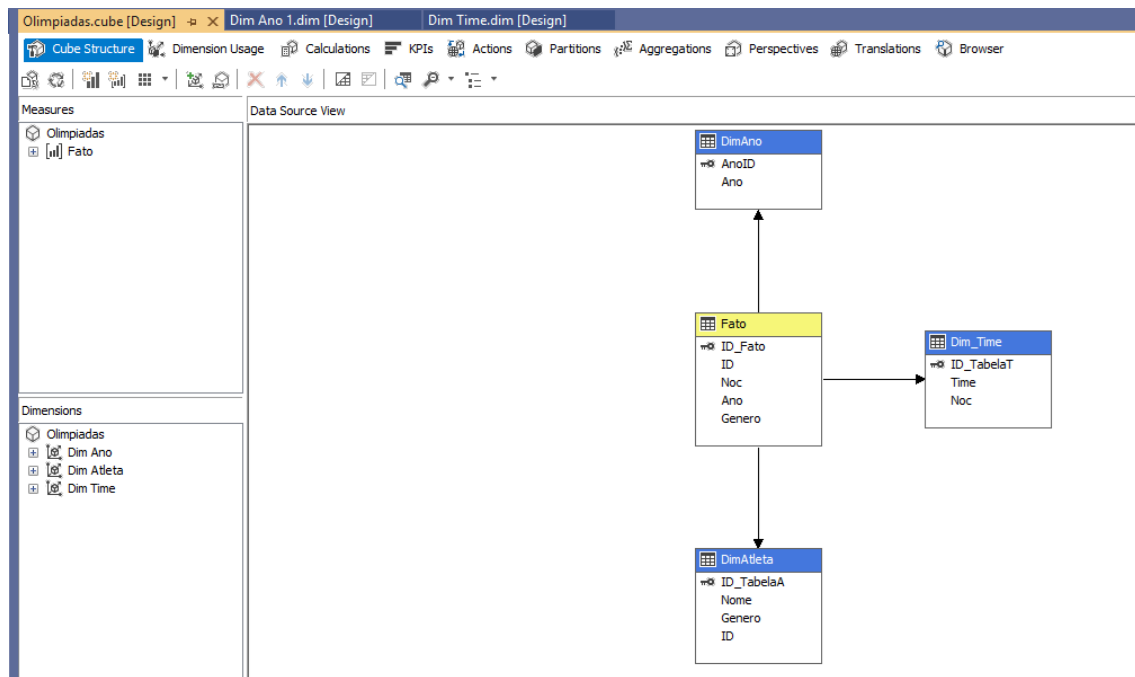 Olimpiadas.cube [Design]
Dim Ano 1.dim [Design]
Dim Time.dim [Design]
Cube Structure
Dimension Usage
Calculations
KPIs
Actions
Partitions
Aggregations
Perspectives
Translations
Browser
Measures
Olimpiadas
Fato
Dimensions
Olimpiadas
Dim Ano
Dim Atleta
Dim Time
Data Source View
DimAno
AnoID
Ano
Fato
ID_Fato
ID
Noc
Ano
Genero
Dim_Time
ID_TabelaT
Time
Noc
DimAtleta
ID_TabelaA
Nome
Genero
ID